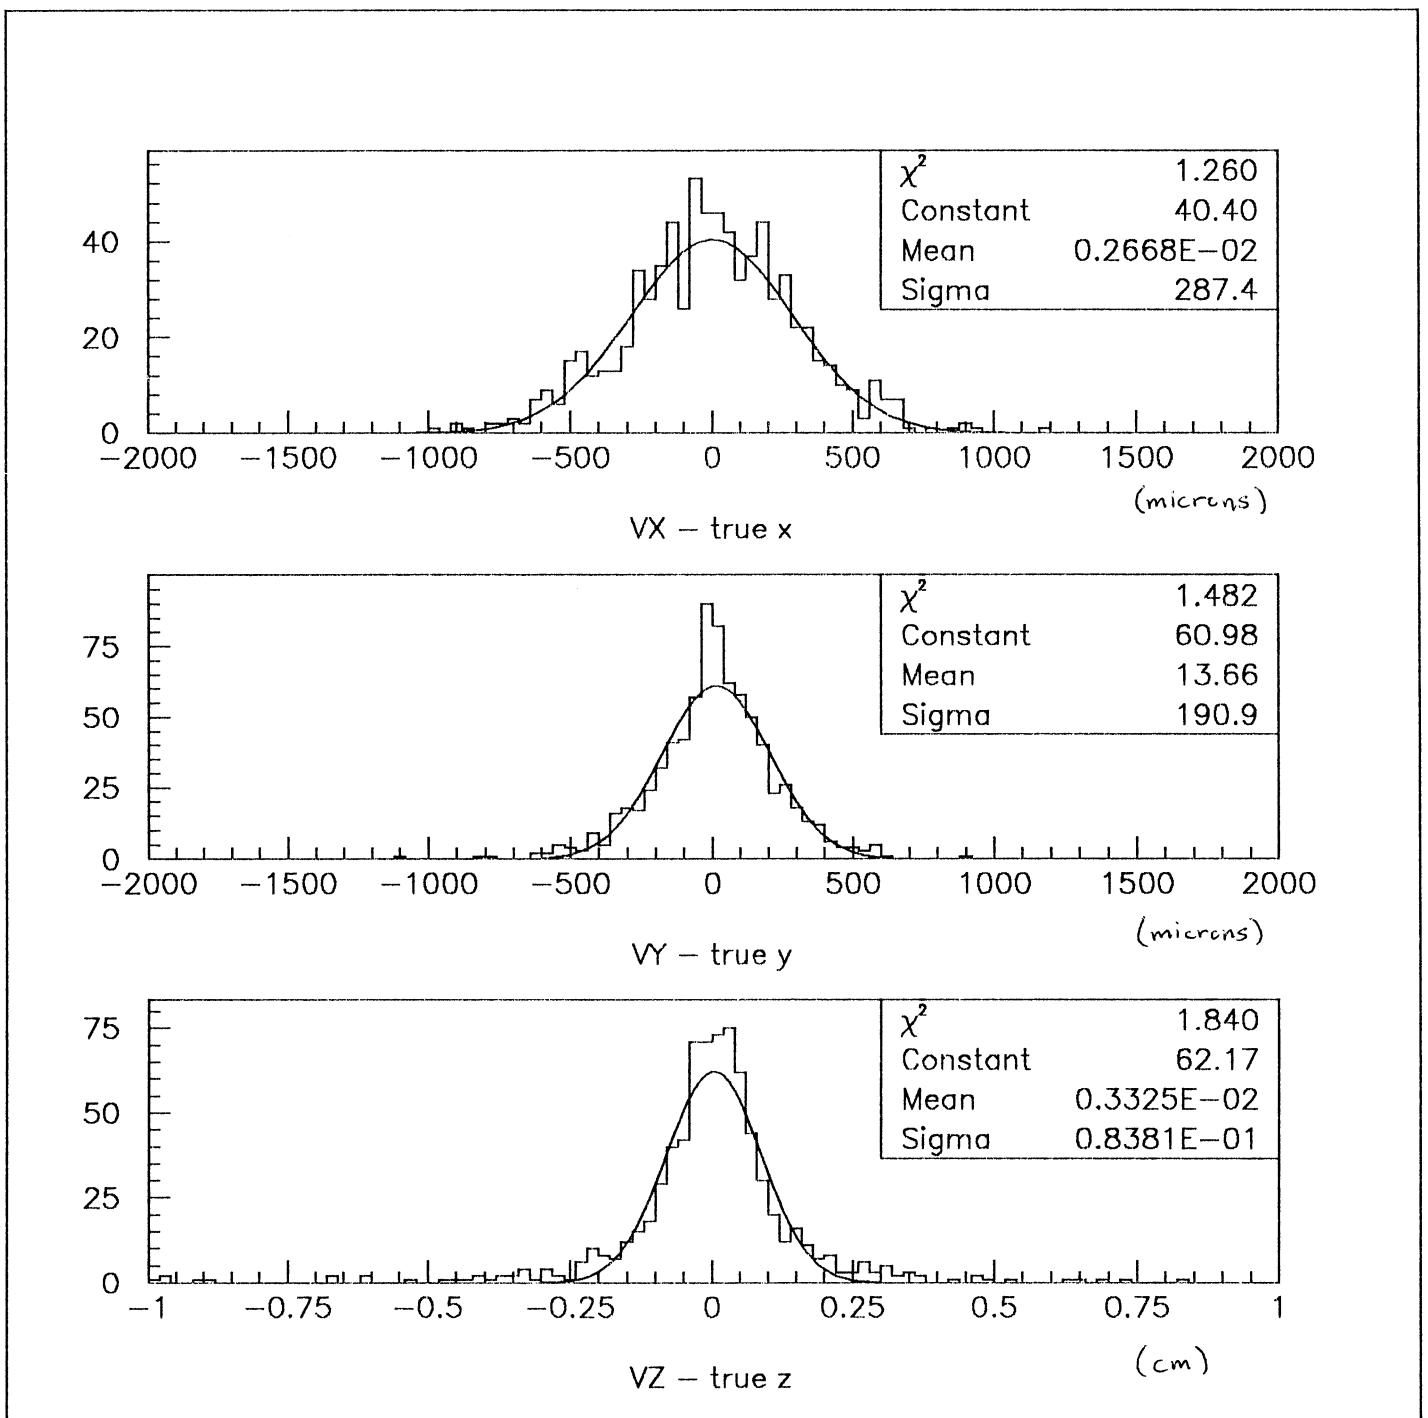 χ² 1.260
Constant 40.40
Mean 0.2668E−02
Sigma 287.4
40
20
0
−2000 −1500 −1000 −500 0 500 1000 1500 2000
(microns)
VX − true x
χ² 1.482
Constant 60.98
Mean 13.66
Sigma 190.9
75
50
25
0
−2000 −1500 −1000 −500 0 500 1000 1500 2000
(microns)
VY − true y
χ² 1.840
Constant 62.17
Mean 0.3325E−02
Sigma 0.8381E−01
75
50
25
0
−1 −0.75 −0.5 −0.25 0 0.25 0.5 0.75 1
(cm)
VZ − true z